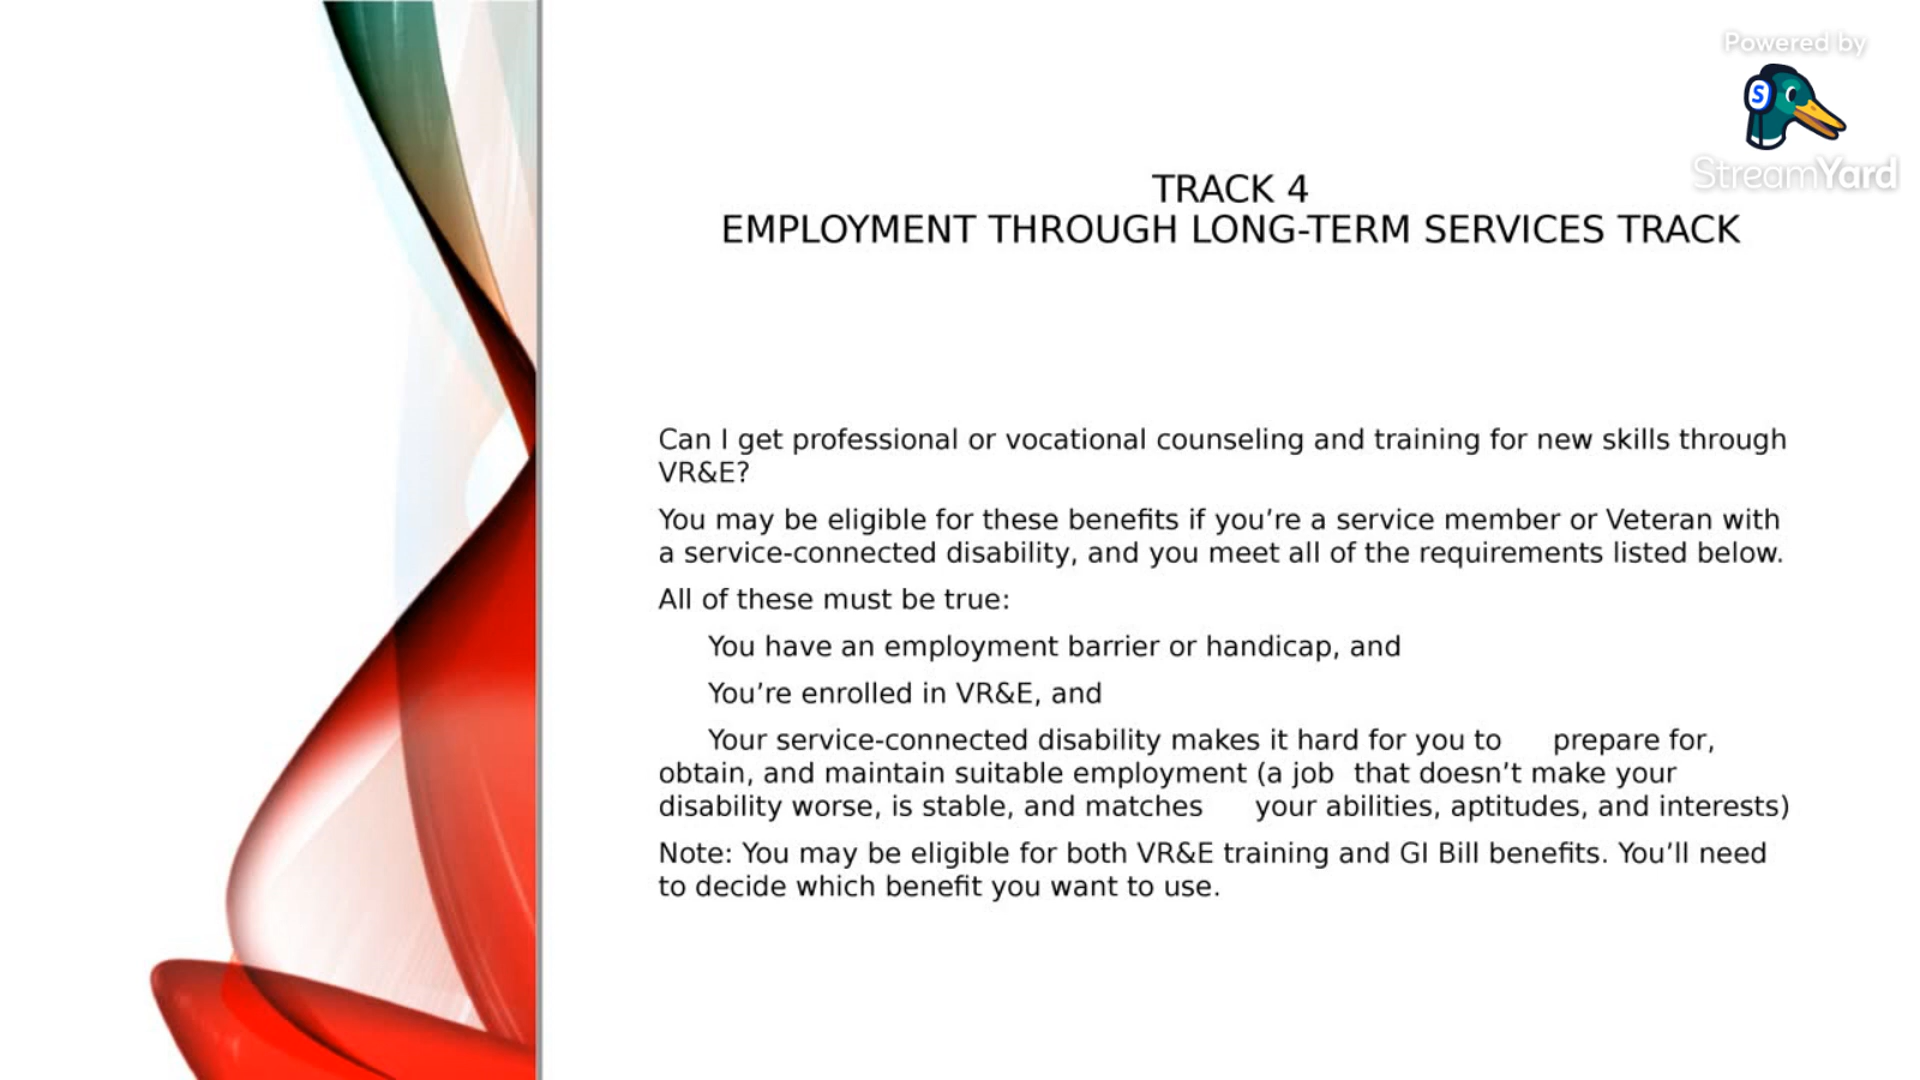 Powered by
S
StreamYard
TRACK 4
EMPLOYMENT THROUGH LONG-TERM SERVICES TRACK
Can I get professional or vocational counseling and training for new skills through
VR&E?
You may be eligible for these benefits if you’re a service member or Veteran with
a service-connected disability, and you meet all of the requirements listed below.
All of these must be true:
You have an employment barrier or handicap, and
You’re enrolled in VR&E, and
Your service-connected disability makes it hard for you to prepare for,
obtain, and maintain suitable employment (a job that doesn’t make your
disability worse, is stable, and matches your abilities, aptitudes, and interests)
Note: You may be eligible for both VR&E training and GI Bill benefits. You’ll need
to decide which benefit you want to use.